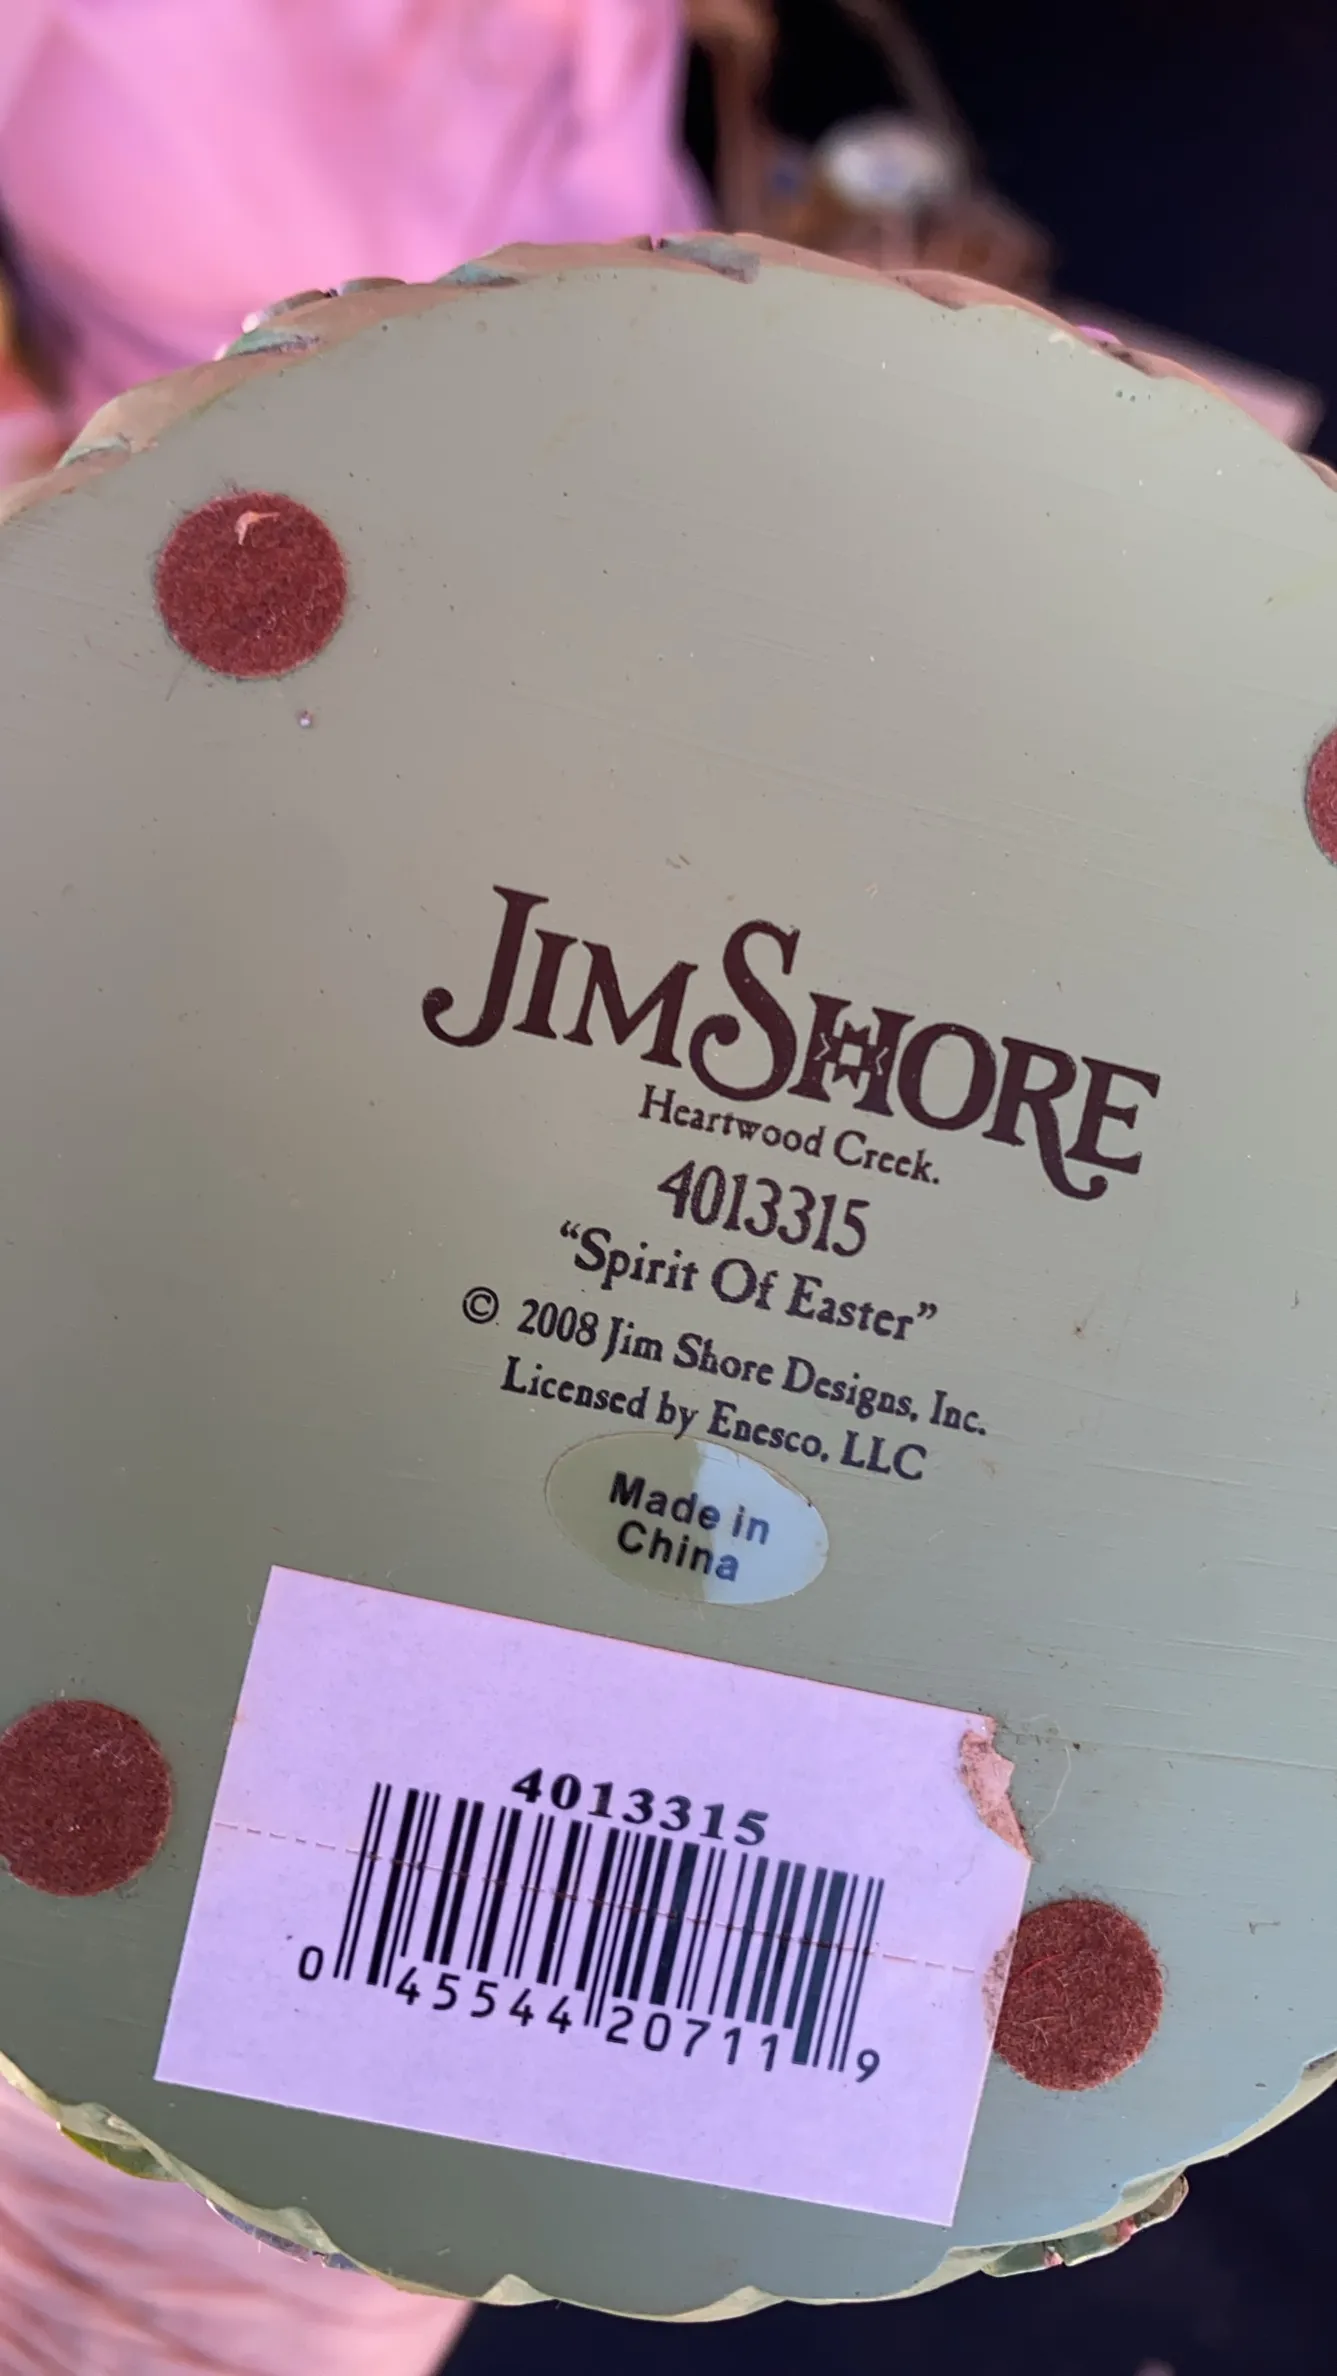 JIM SHORE
Heartwood Creek.
4013315
“Spirit Of Easter”
© 2008 Jim Shore Designs, Inc.
Licensed by Enesco, LLC
Made in
China
4013315
0 45544 20711 9